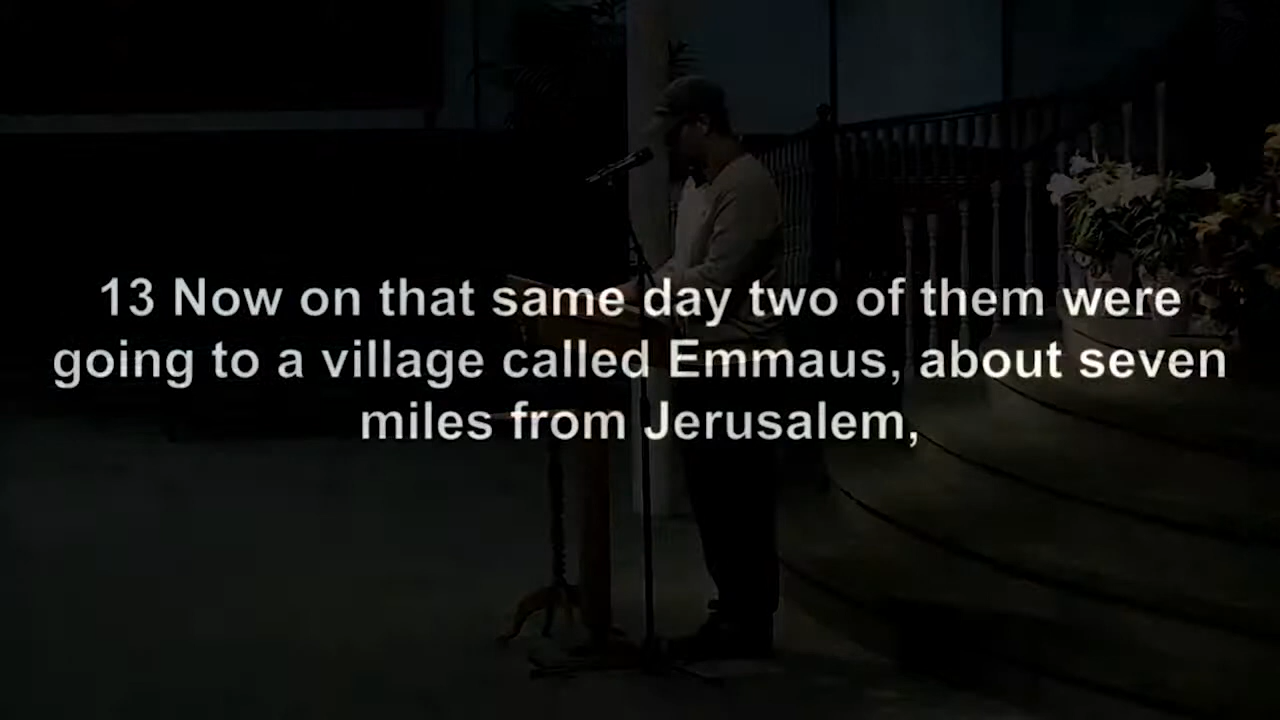 13 Now on that same day two of them were
going to a village called Emmaus, about seven
miles from Jerusalem,